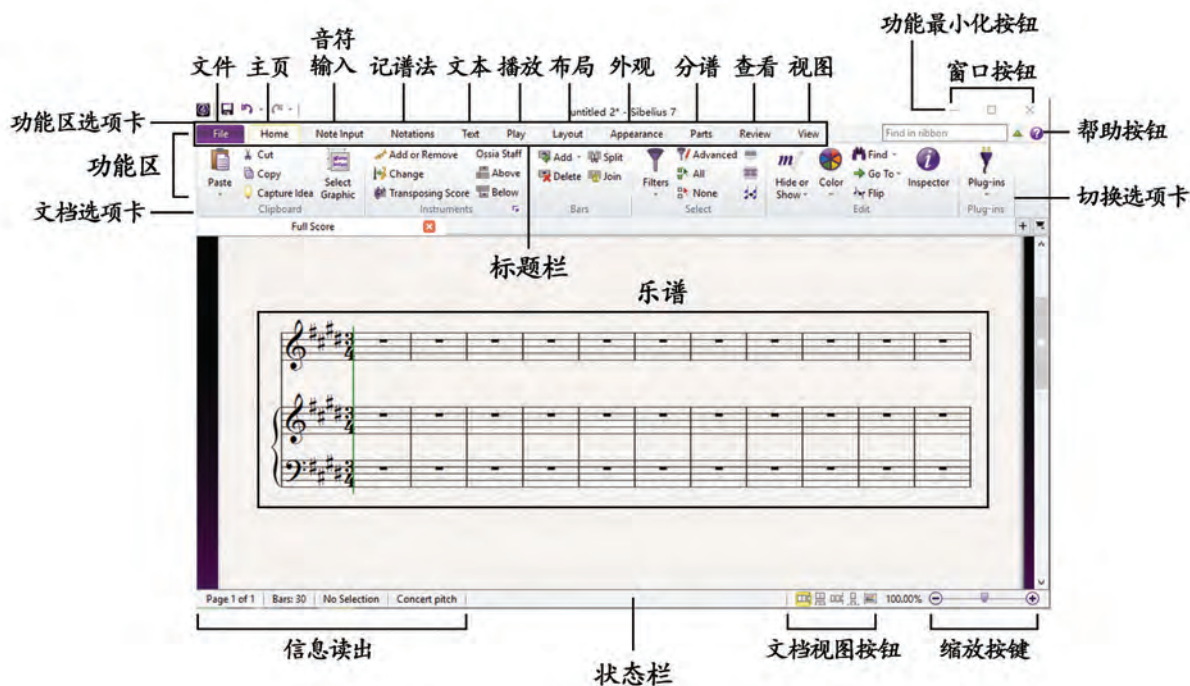 功能最小化按钮
音符
文件 主页 输入 记谱法 文本 播放 布局 外观 分谱 查看 视图
窗口按钮
untitled 2* - Sibelius 7
功能区选项卡
File Home Note Input Notations Text Play Layout Appearance Parts Review View Find in ribbon
帮助按钮
功能区
Cut Add or Remove Ossia Staff Add Split Advanced Find
Copy Change Above Delete Join All Go To
Paste Select Filters Hide or Color Inspector Plug-ins
Capture Idea Graphic Transposing Score Below None Show Flip
切换选项卡
文档选项卡
Clipboard Instruments Bars Select Edit Plug-ins
Full Score
标题栏
乐谱
3
4
3
4
3
4
Page 1 of 1 Bars: 30 No Selection Concert pitch 100.00%
信息读出
文档视图按钮
缩放按键
状态栏